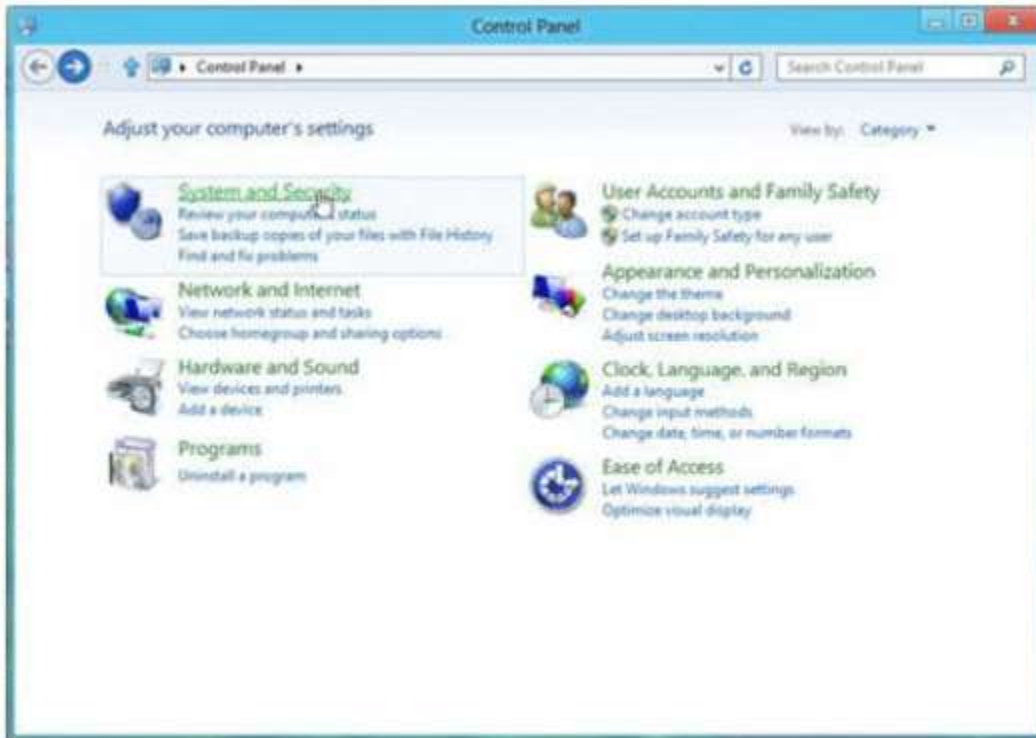 Control Panel
Control Panel
Search Control Panel
Adjust your computer's settings
View by: Category
System and Security
Review your computer's status
Save backup copies of your files with File History
Find and fix problems
Network and Internet
View network status and tasks
Choose homegroup and sharing options
Hardware and Sound
View devices and printers
Add a device
Programs
Uninstall a program
User Accounts and Family Safety
Change account type
Set up Family Safety for any user
Appearance and Personalization
Change the theme
Change desktop background
Adjust screen resolution
Clock, Language, and Region
Add a language
Change input methods
Change date, time, or number formats
Ease of Access
Let Windows suggest settings
Optimize visual display